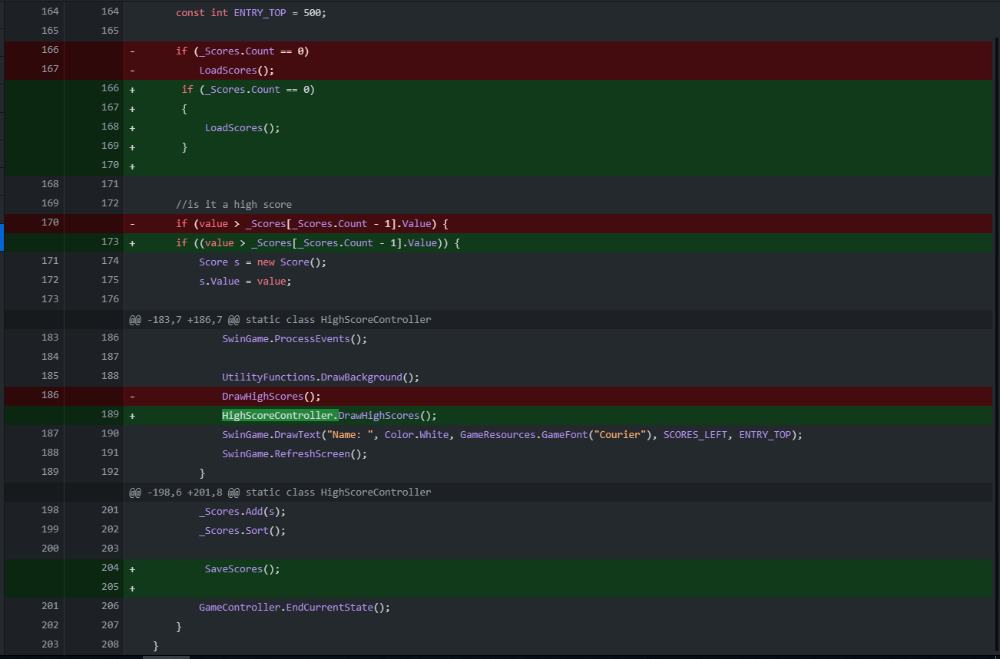 164 164 const int ENTRY_TOP = 500;
165 165
166 - if (_Scores.Count == 0)
167 - LoadScores();
166 + if (_Scores.Count == 0)
167 + {
168 + LoadScores();
169 + }
170 +
168 171
169 172 //is it a high score
170 - if (value > _Scores[_Scores.Count - 1].Value) {
173 + if ((value > _Scores[_Scores.Count - 1].Value)) {
171 174 Score s = new Score();
172 175 s.Value = value;
173 176
@@ -183,7 +186,7 @@ static class HighScoreController
183 186 SwinGame.ProcessEvents();
184 187
185 188 UtilityFunctions.DrawBackground();
186 - DrawHighScores();
189 + HighScoreController.DrawHighScores();
187 190 SwinGame.DrawText("Name: ", Color.White, GameResources.GameFont("Courier"), SCORES_LEFT, ENTRY_TOP);
188 191 SwinGame.RefreshScreen();
189 192 }
@@ -198,6 +201,8 @@ static class HighScoreController
198 201 _Scores.Add(s);
199 202 _Scores.Sort();
200 203
204 + SaveScores();
205 +
201 206 GameController.EndCurrentState();
202 207 }
203 208 }